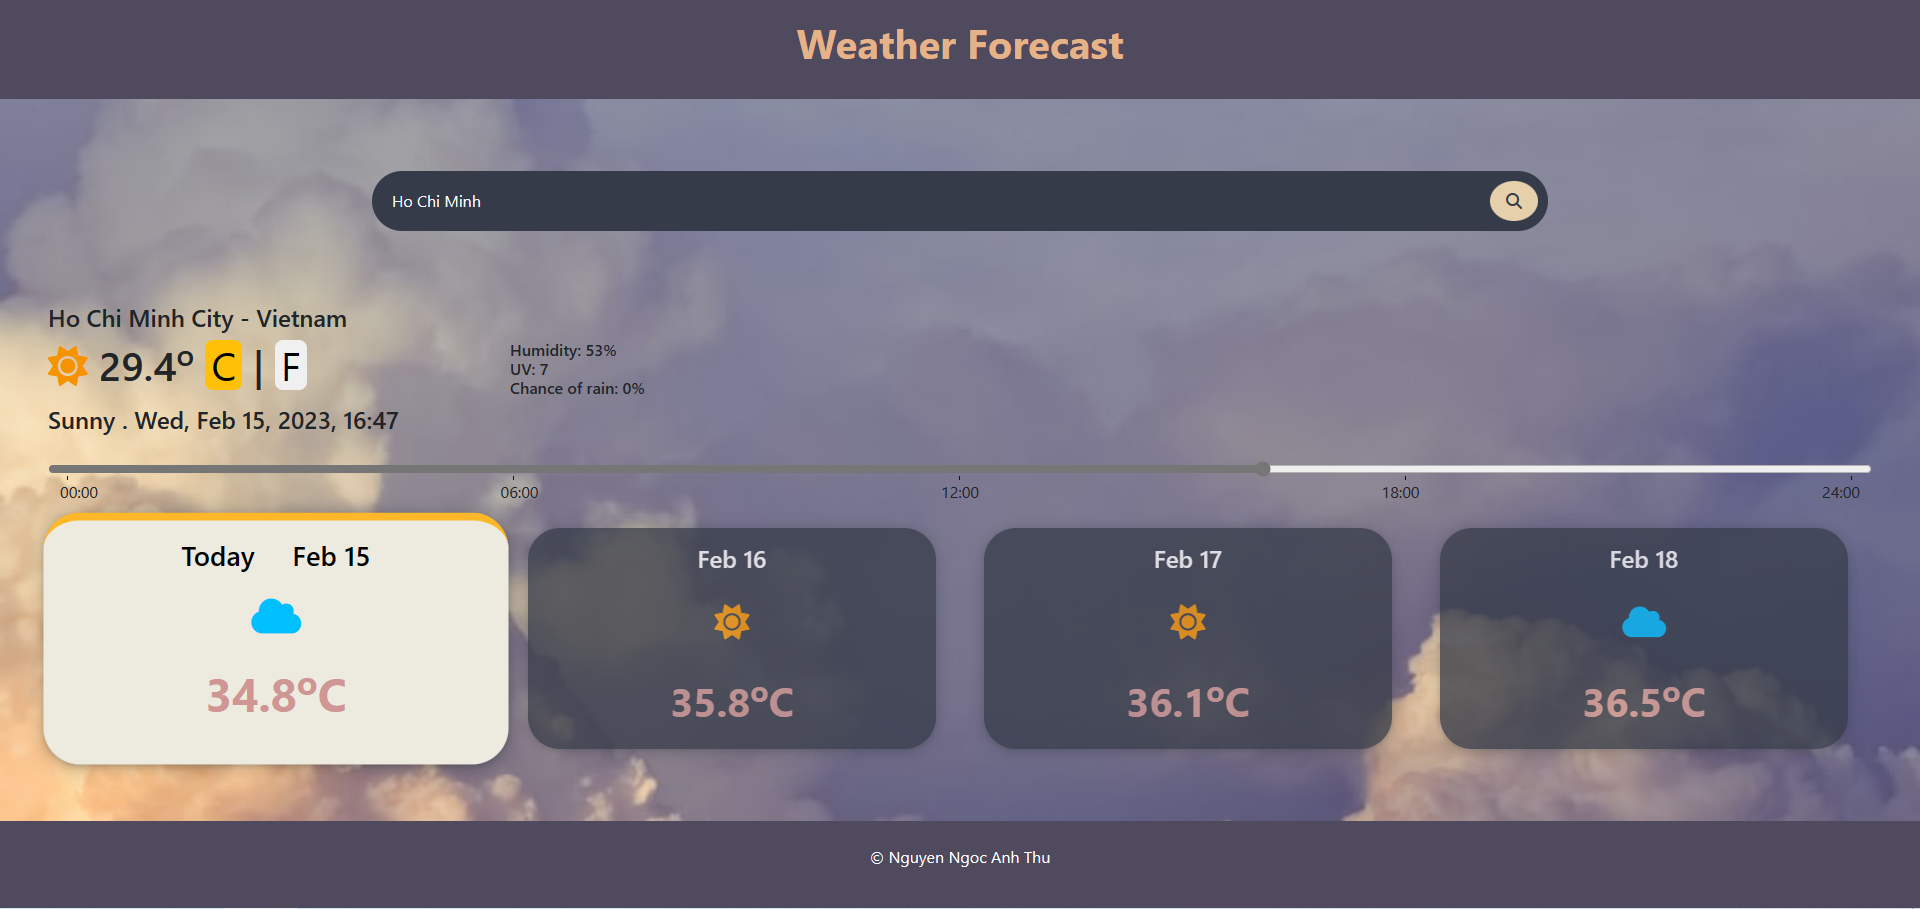 Weather Forecast
Ho Chi Minh
Ho Chi Minh City - Vietnam
29.4° C | F
Humidity: 53%
UV: 7
Chance of rain: 0%
Sunny . Wed, Feb 15, 2023, 16:47
00:00 06:00 12:00 18:00 24:00
Today Feb 15
34.8°C
Feb 16
35.8°C
Feb 17
36.1°C
Feb 18
36.5°C
© Nguyen Ngoc Anh Thu